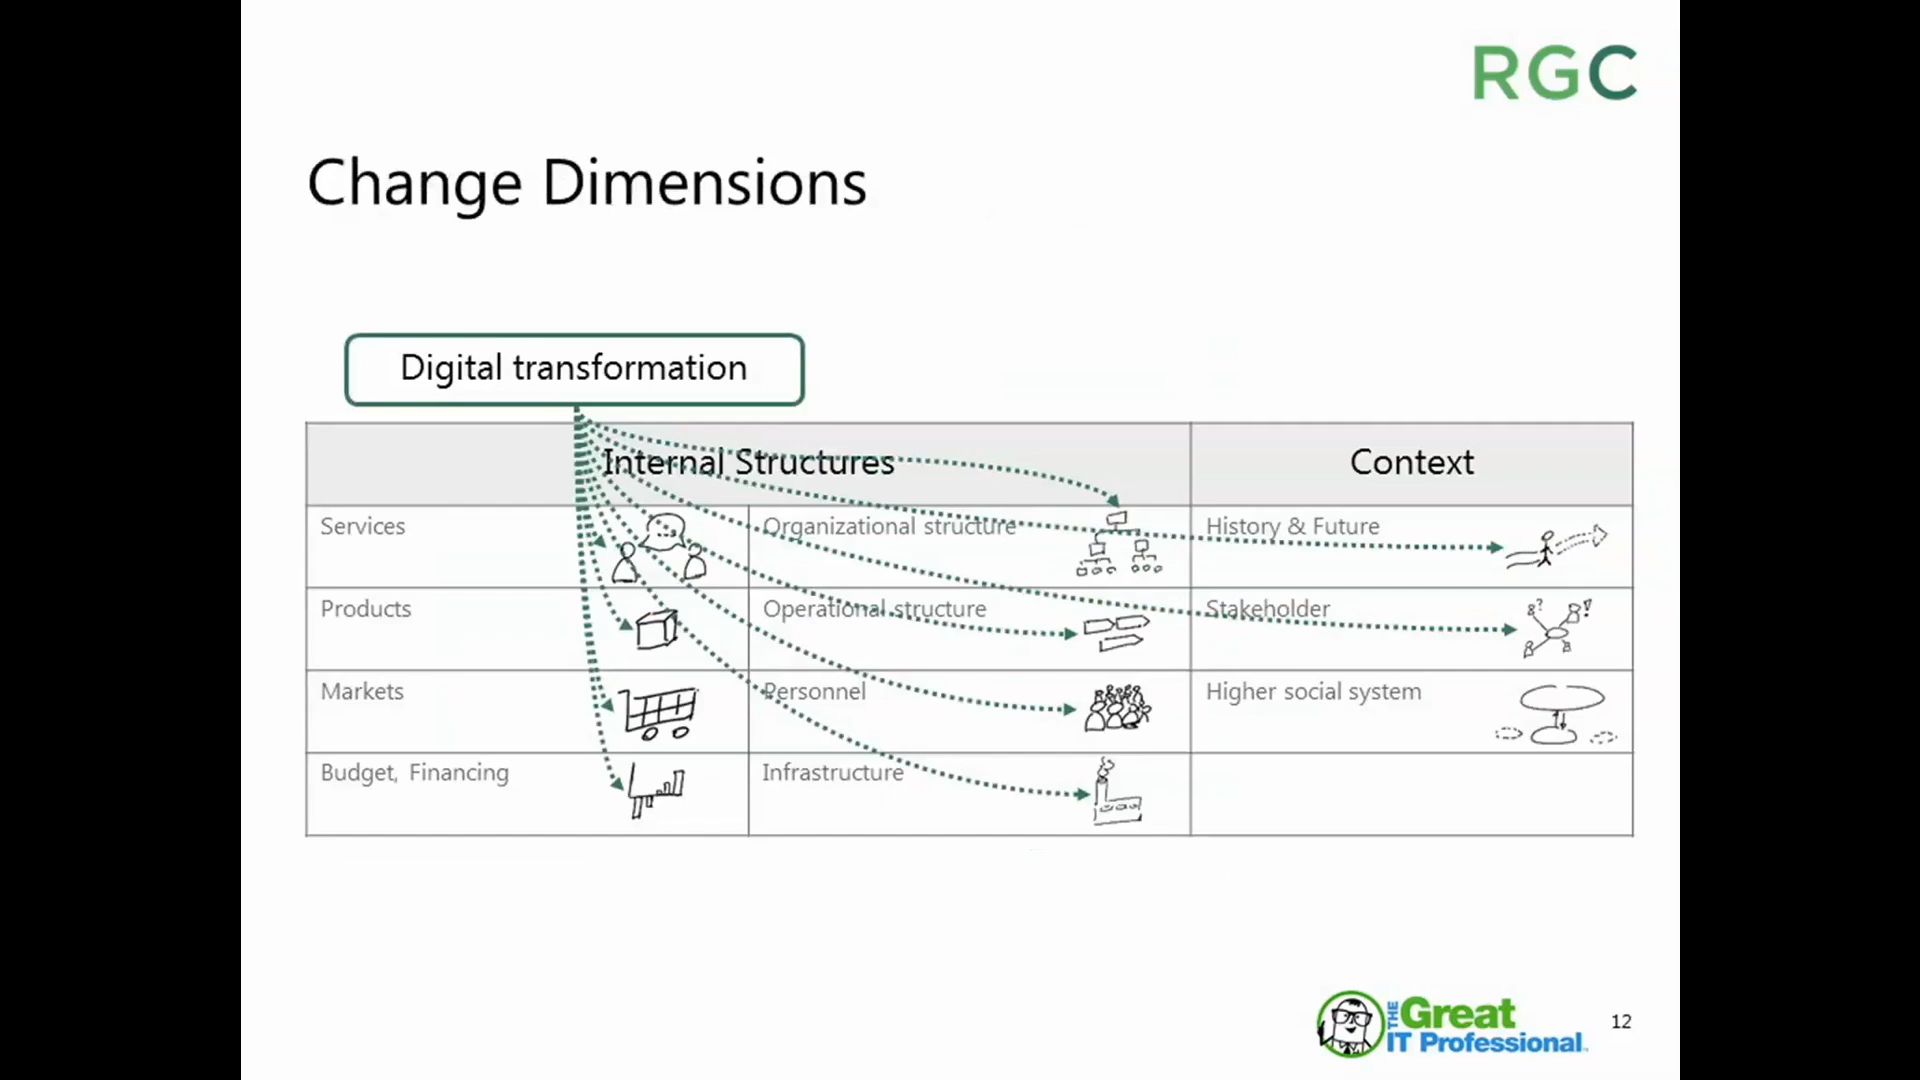 RGC
Change Dimensions
Digital transformation
Internal Structures
Context
Services
Organizational structure
History & Future
Products
Operational structure
Stakeholder
Markets
Personnel
Higher social system
Budget, Financing
Infrastructure
THE Great
IT Professional
12